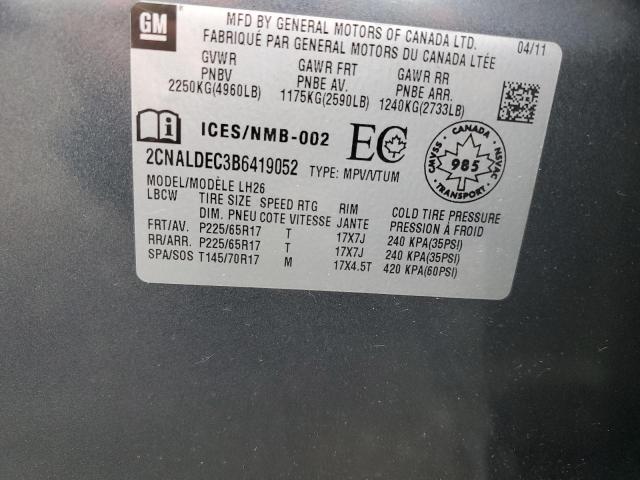 GM
MFD BY GENERAL MOTORS OF CANADA LTD. 04/11
FABRIQUÉ PAR GENERAL MOTORS DU CANADA LTÉE
GVWR GAWR FRT GAWR RR
PNBV PNBE AV. PNBE ARR.
2250KG(4960LB) 1175KG(2590LB) 1240KG(2733LB)
ICES/NMB-002 EC
2CNALDEC3B6419052 TYPE: MPV/VTUM
CANADA
CMVSS NSVAC
985
TRANSPORT
MODEL/MODÈLE LH26
LBCW TIRE SIZE SPEED RTG RIM COLD TIRE PRESSURE
DIM. PNEU COTE VITESSE JANTE PRESSION À FROID
FRT/AV. P225/65R17 T 17X7J 240 KPA(35PSI)
RR/ARR. P225/65R17 T 17X7J 240 KPA(35PSI)
SPA/SOS T145/70R17 M 17X4.5T 420 KPA(60PSI)